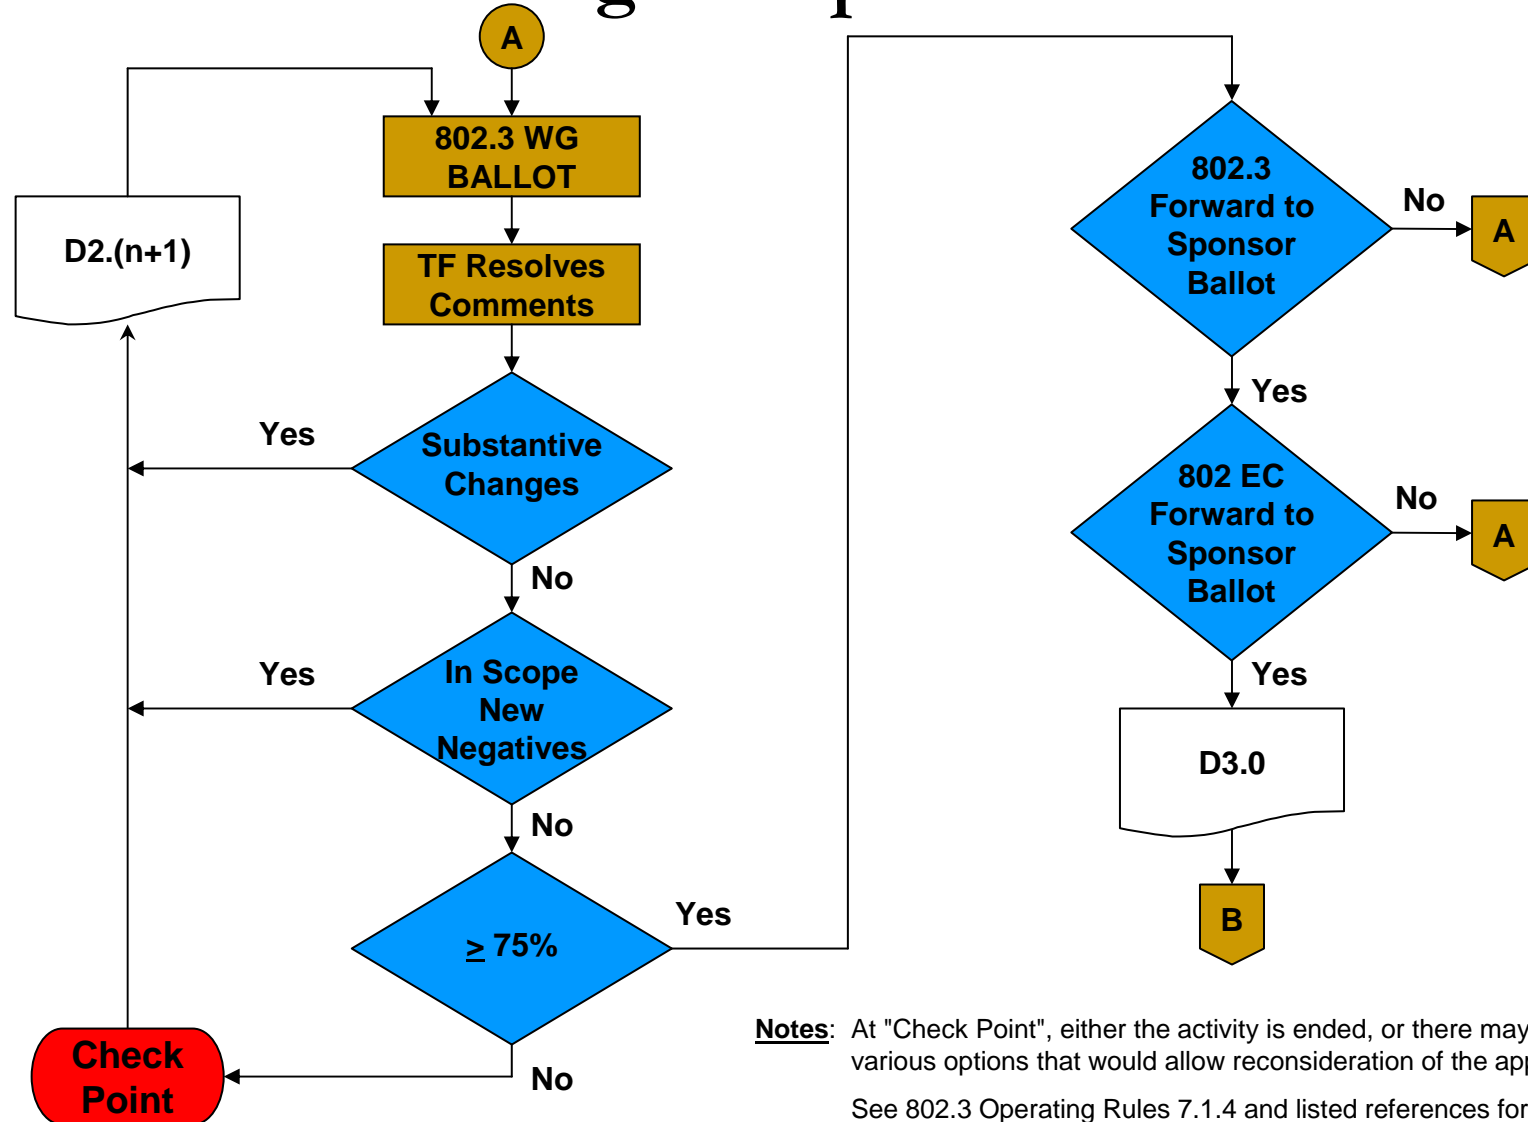 A
802.3 WG
BALLOT
D2.(n+1)
TF Resolves
Comments
Yes
Substantive
Changes
No
Yes
In Scope
New
Negatives
No
≥ 75%
Yes
No
Check
Point
802.3
Forward to
Sponsor
Ballot
No
A
Yes
802 EC
Forward to
Sponsor
Ballot
No
A
Yes
D3.0
B
Notes: At "Check Point", either the activity is ended, or there may
various options that would allow reconsideration of the
See 802.3 Operating Rules 7.1.4 and listed references for